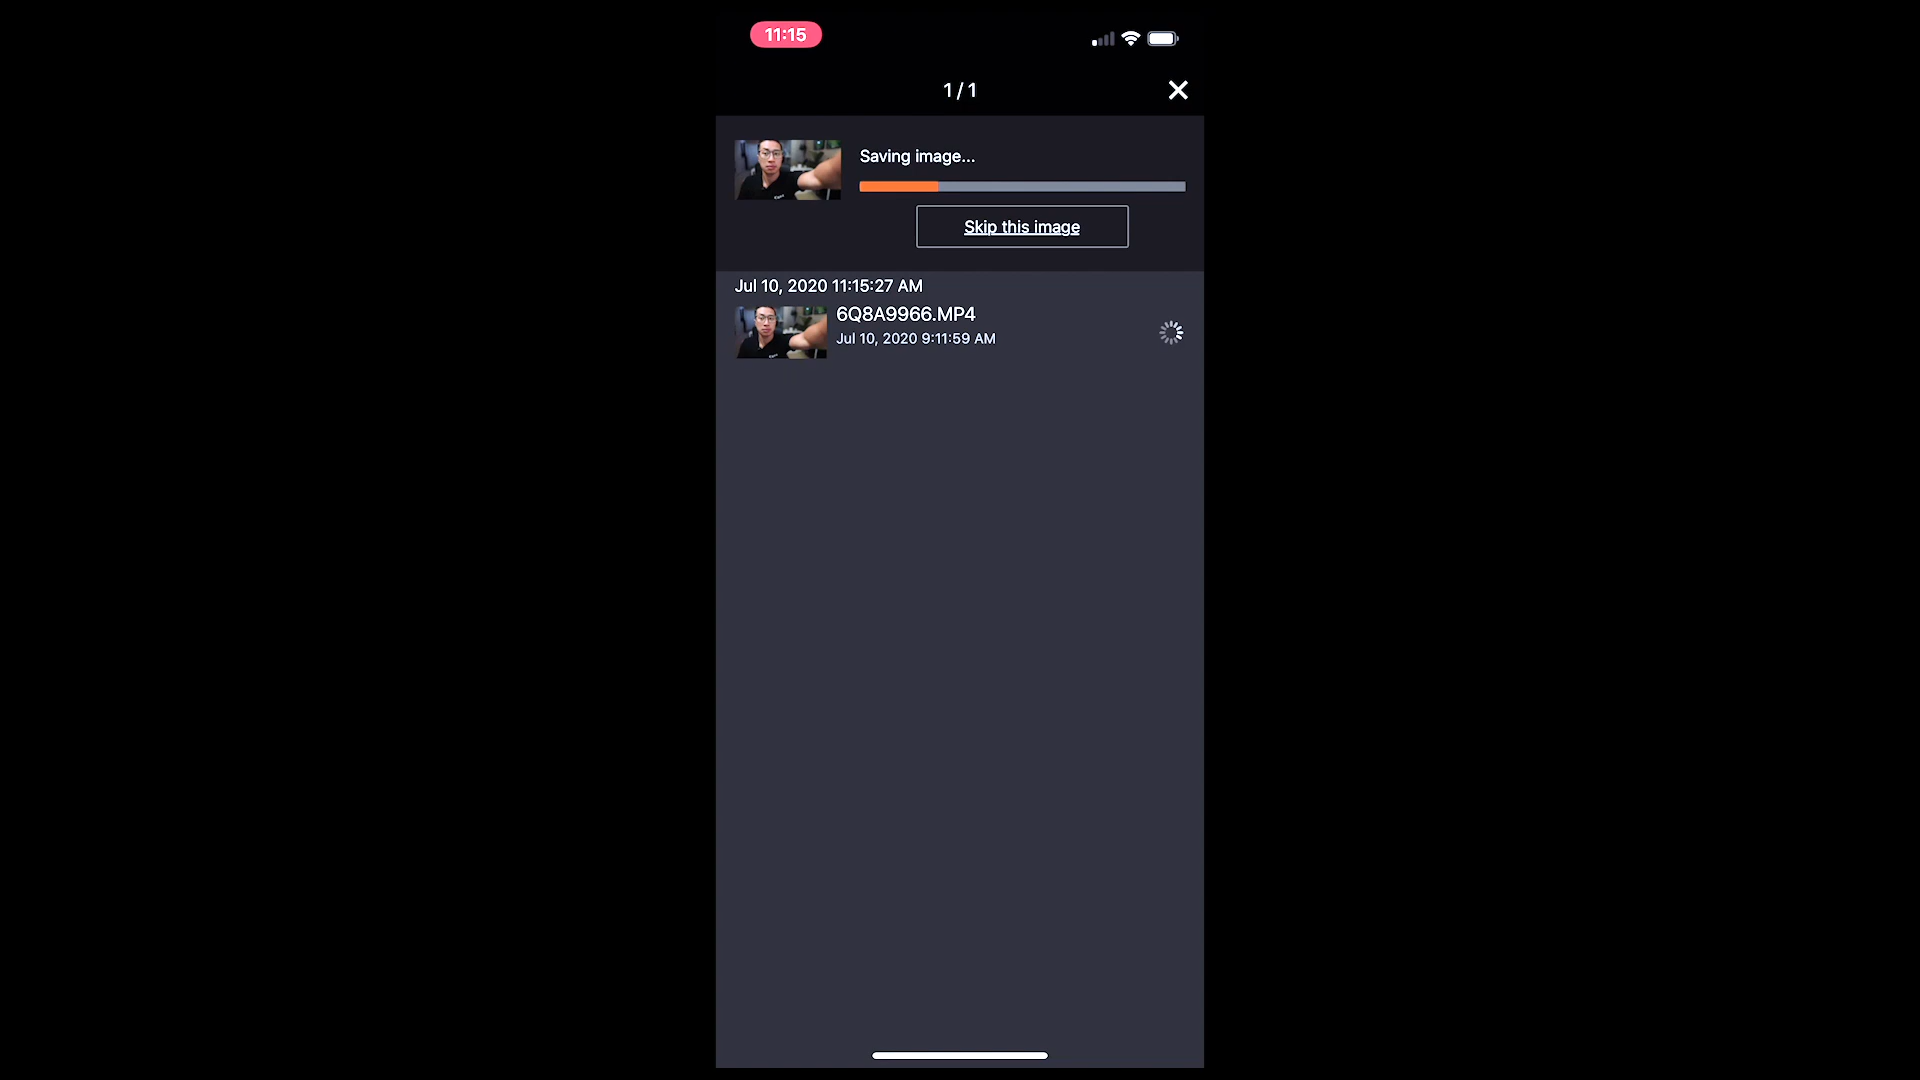 11:15
1 / 1
Saving image...
Skip this image
Jul 10, 2020 11:15:27 AM
6Q8A9966.MP4
Jul 10, 2020 9:11:59 AM